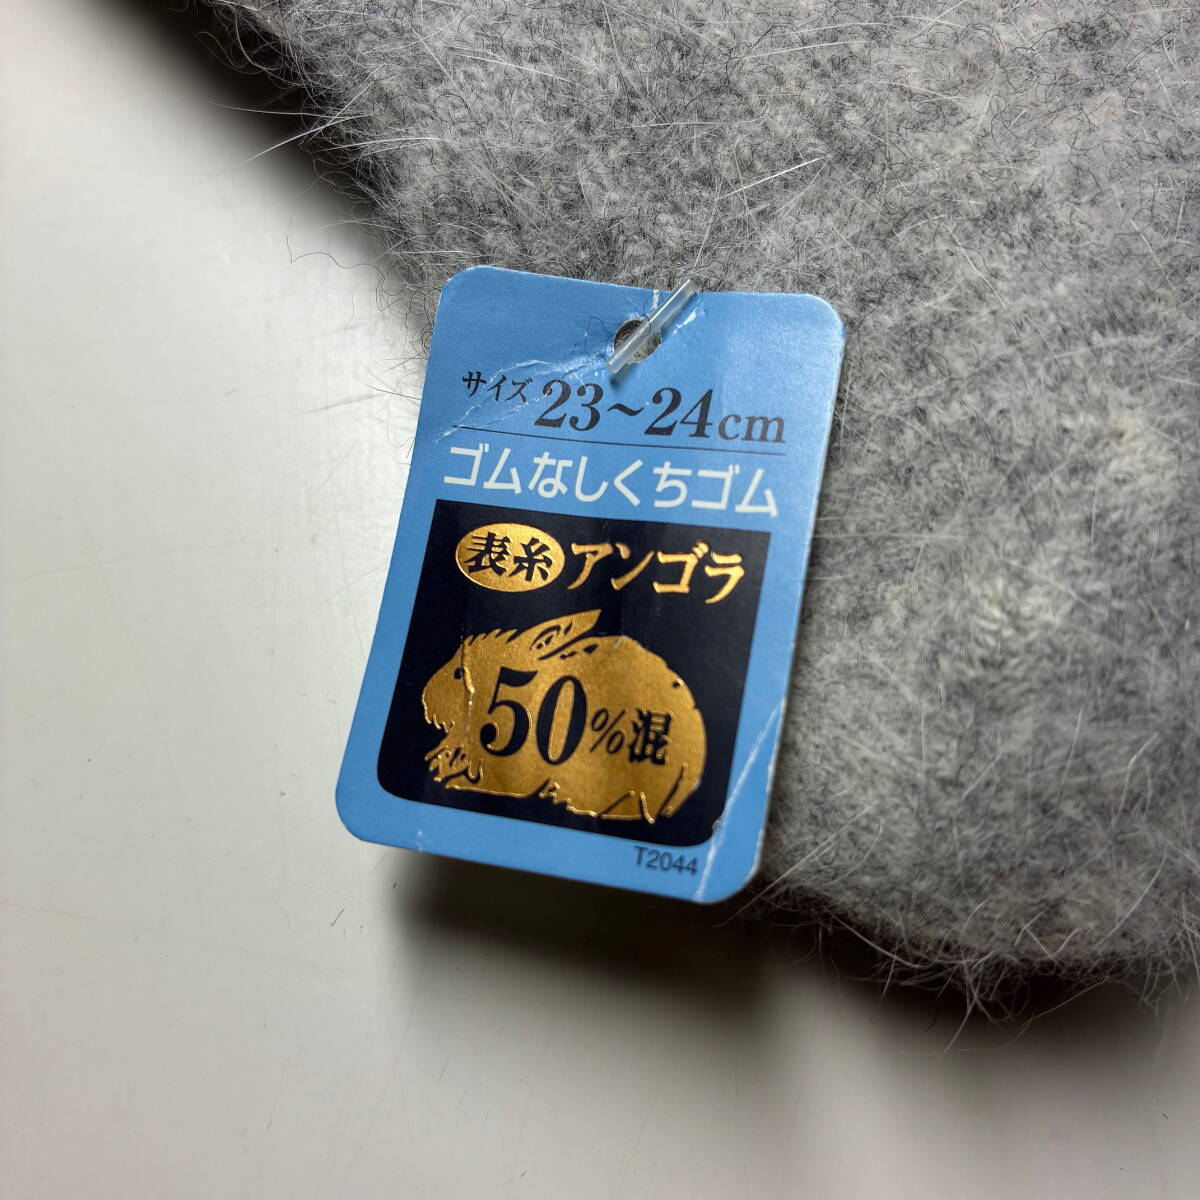 サイズ 23~24cm
ゴムなしくちゴム
表糸 アンゴラ
50%混
T2044